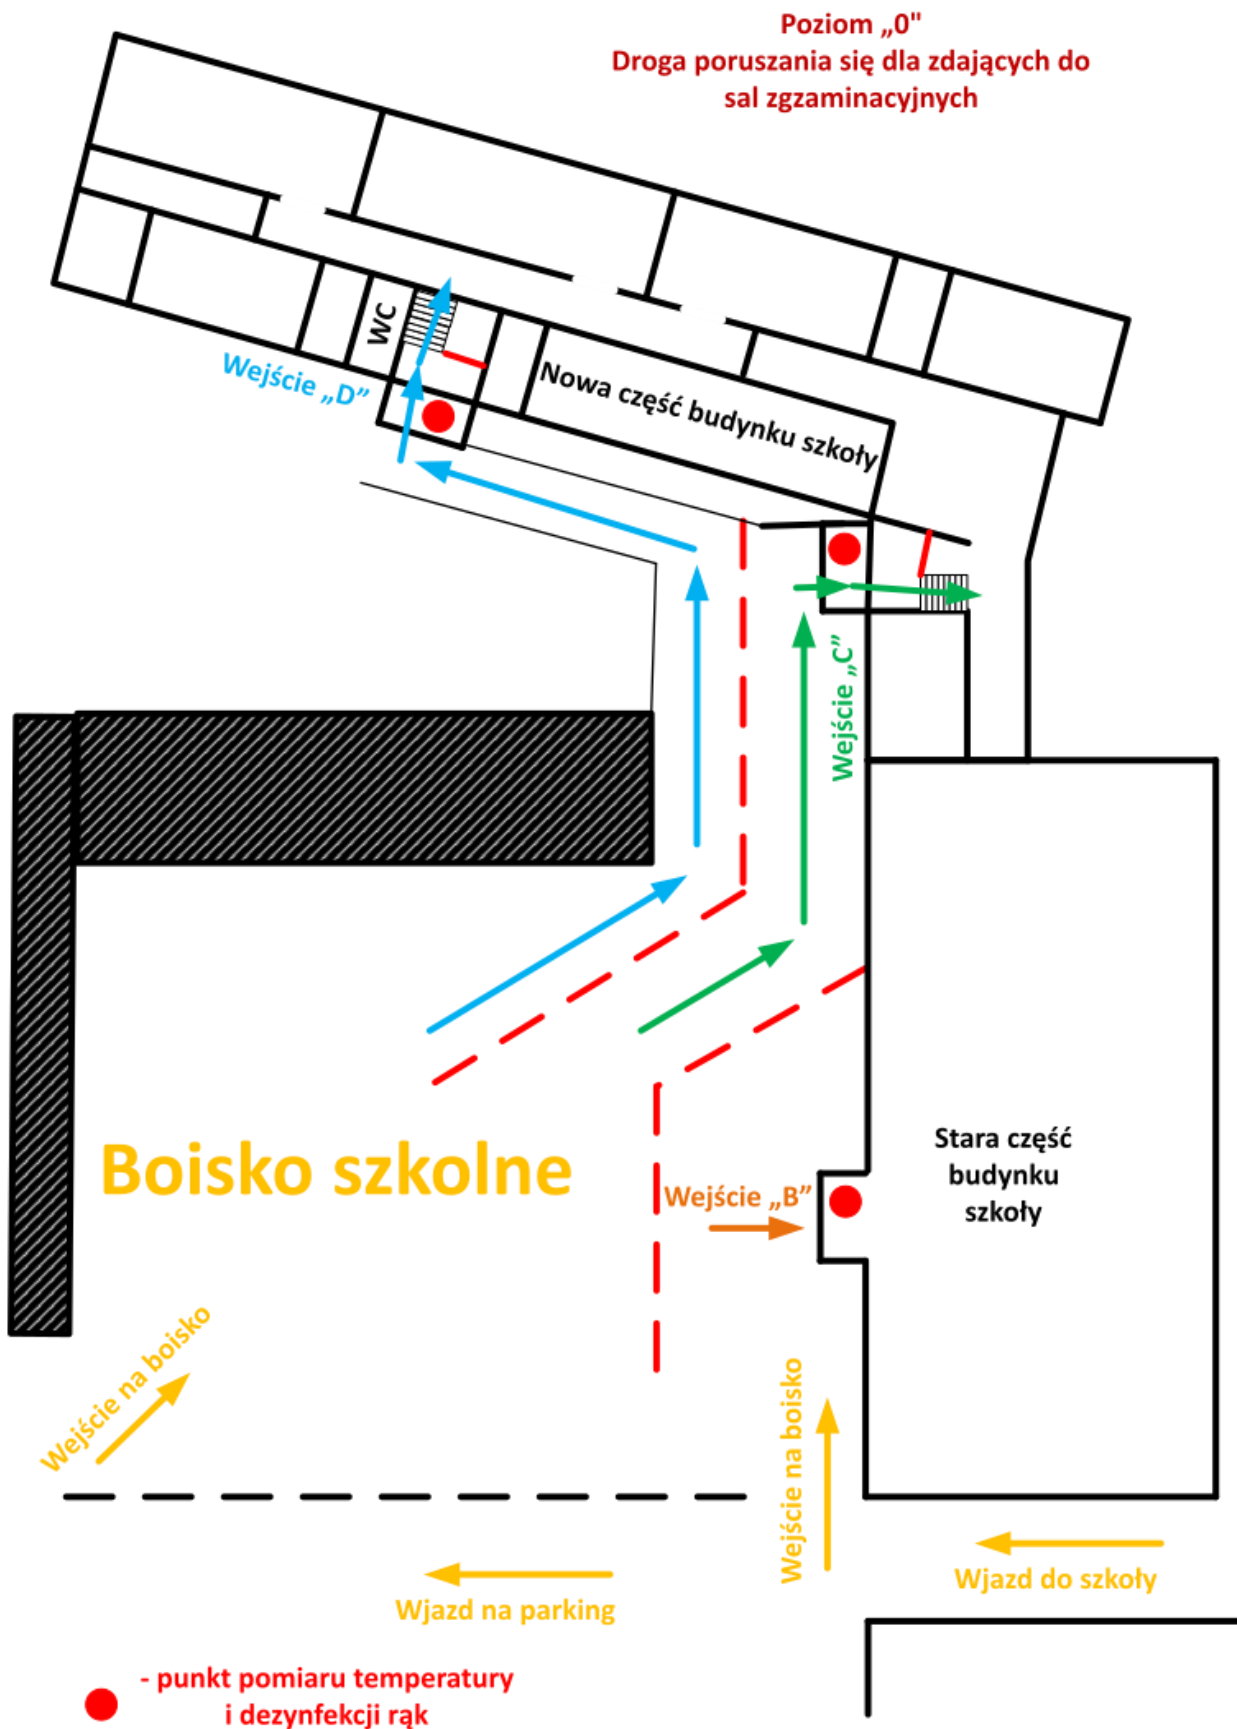 Poziom „0"
Droga poruszania się dla zdających do
sal zgzaminacyjnych
WC
Wejście „D”
Nowa część budynku szkoły
Wejście „C”
Boisko szkolne
Wejście „B”
Stara część
budynku
szkoły
Wejście na boisko
Wejście na boisko
Wjazd do szkoły
Wjazd na parking
- punkt pomiaru temperatury
i dezynfekcji rąk